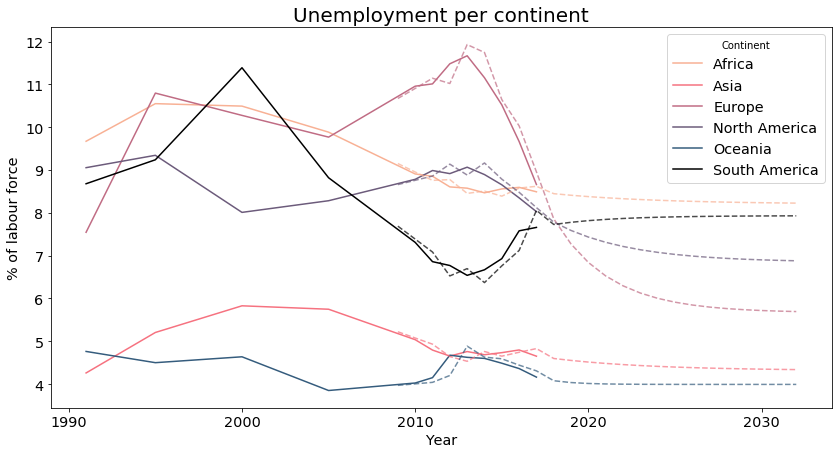 Unemployment per continent
12
11
10
9
8
7
6
5
4
% of labour force
1990
2000
2010
2020
2030
Year
Continent
Africa
Asia
Europe
North America
Oceania
South America